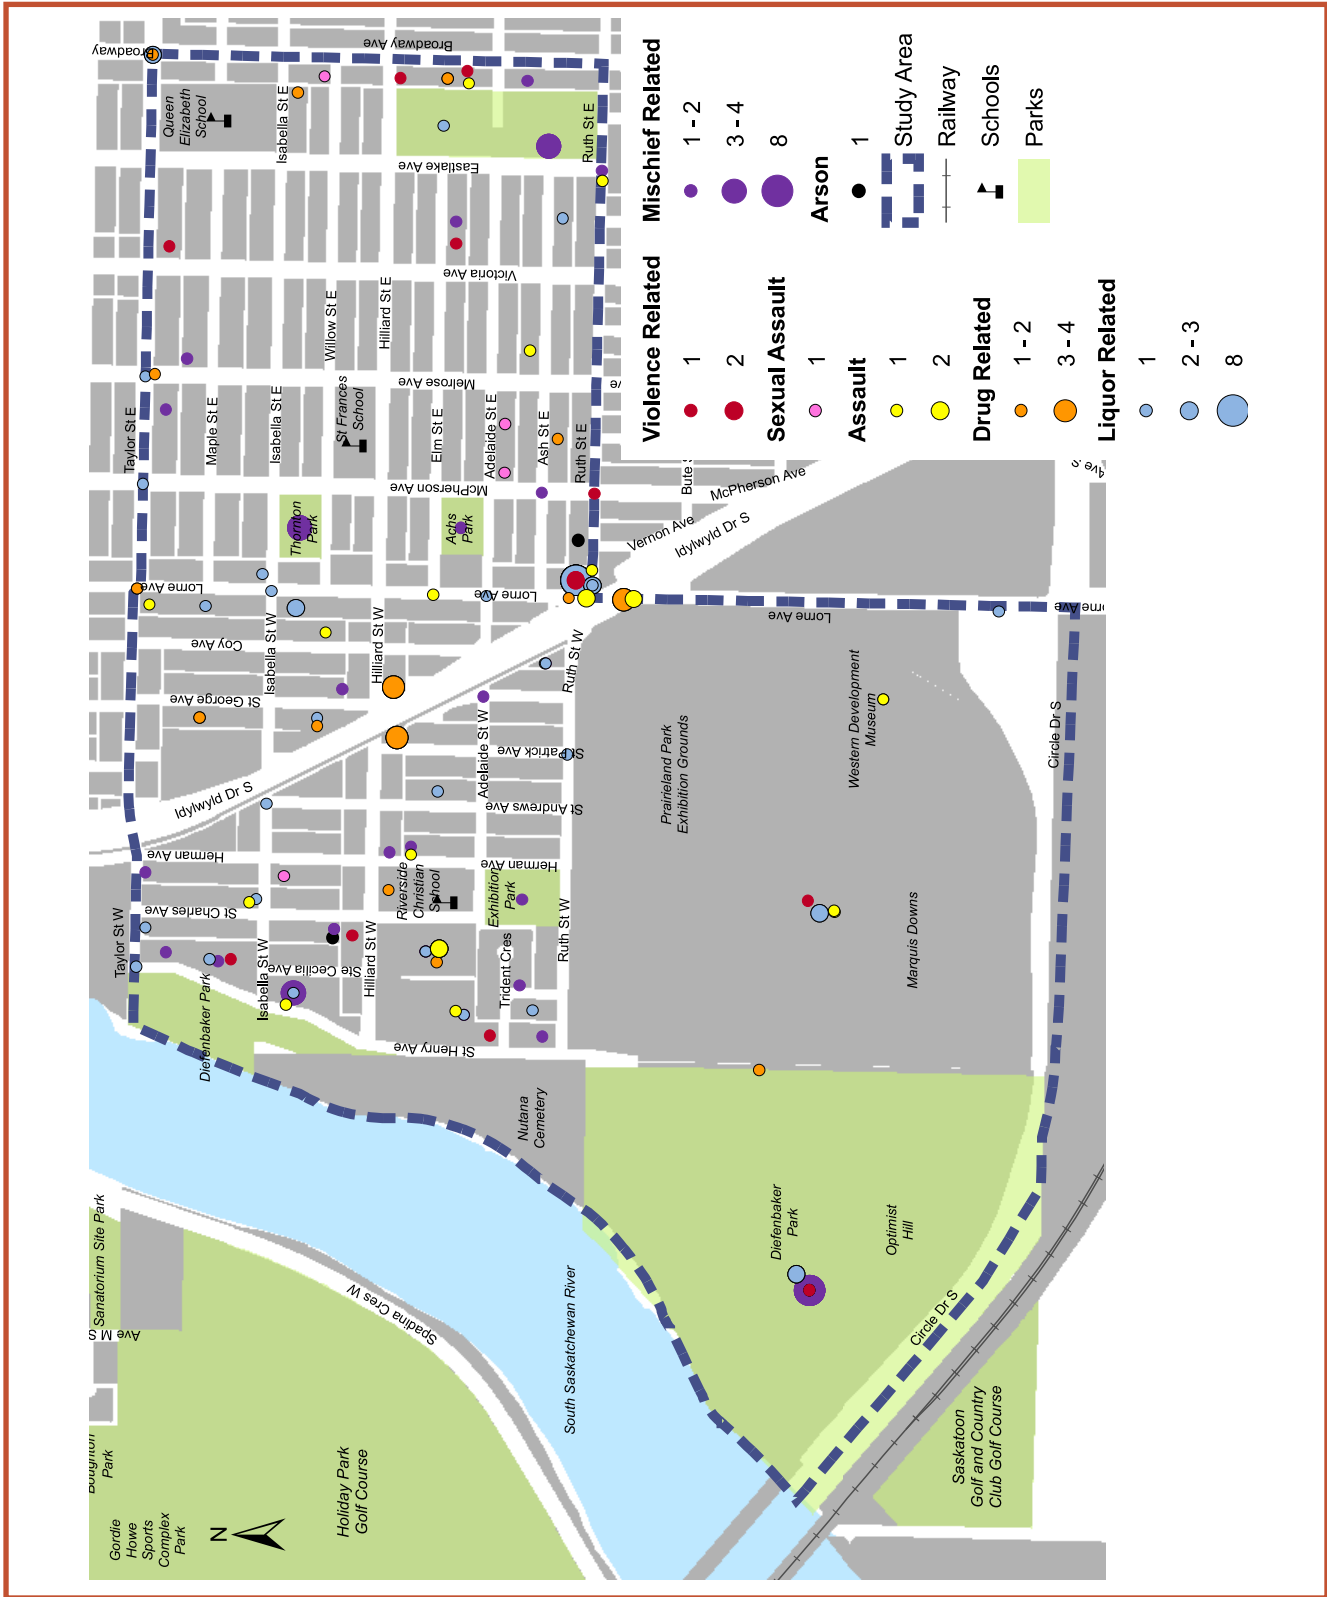 Gordie
Howe
Sports
Complex
Park
N
Park
Holiday Park
Golf Course
Ave M S
Sanatorium Site Park
Spadina Cres W
South Saskatchewan River
Saskatoon
Golf and Country
Club Golf Course
Circle Dr S
Diefenbaker
Park
Optimist
Hill
Nutana
Cemetery
Diefenbaker Park
St Henry Ave
Taylor St W
Isabella St W
Ste Cecilia Ave
Hilliard St W
Trident Cres
Ruth St W
St Charles Ave
Herman Ave
Riverside
Christian
School
Exhibition
Park
Herman Ave
Marquis Downs
Idylwyld Dr S
St Andrews Ave
St Patrick Ave
Adelaide St W
Prairieland Park
Exhibition Grounds
Western Development
Museum
Circle Dr S
St George Ave
Isabella St W
Hilliard St W
Coy Ave
Ruth St W
Lorne Ave
Lorne Ave
Lorne Ave
Thornton
Park
Achs
Park
Vernon Ave
Idylwyld Dr S
McPherson Ave
McPherson Ave
Taylor St E
Maple St E
Isabella St E
St Frances
School
Elm St E
Adelaide St E
Ash St E
Ruth St E
Bute S
Melrose Ave
Willow St E
Hilliard St E
Victoria Ave
Eastlake Ave
Queen
Elizabeth
School
Isabella St E
Ruth St E
Broadway
Broadway Ave
Violence Related
1
2
Sexual Assault
1
Assault
1
2
Drug Related
1 - 2
3 - 4
Liquor Related
1
2 - 3
8
Mischief Related
1 - 2
3 - 4
8
Arson
1
Study Area
Railway
Schools
Parks